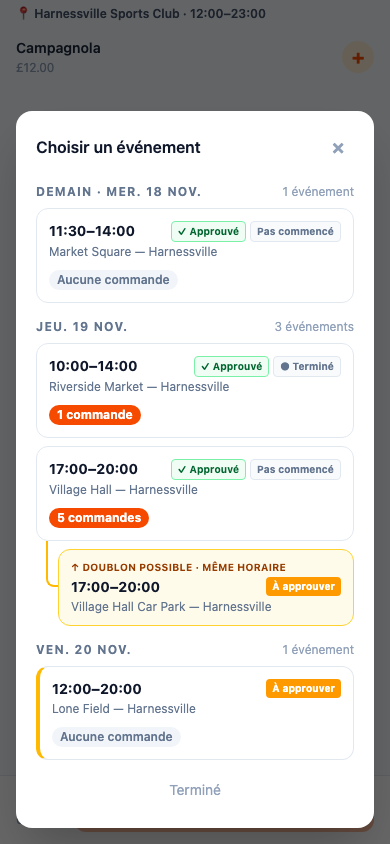 📍 Harnessville Sports Club · 12:00–23:00
Campagnola
£12.00
+
Choisir un événement ×
DEMAIN · MER. 18 NOV. 1 événement
11:30–14:00 ✓ Approuvé Pas commencé
Market Square — Harnessville
Aucune commande
JEU. 19 NOV. 3 événements
10:00–14:00 ✓ Approuvé ● Terminé
Riverside Market — Harnessville
1 commande
17:00–20:00 ✓ Approuvé Pas commencé
Village Hall — Harnessville
5 commandes
↑ DOUBLON POSSIBLE · MÊME HORAIRE
17:00–20:00 À approuver
Village Hall Car Park — Harnessville
VEN. 20 NOV. 1 événement
12:00–20:00 À approuver
Lone Field — Harnessville
Aucune commande
Terminé